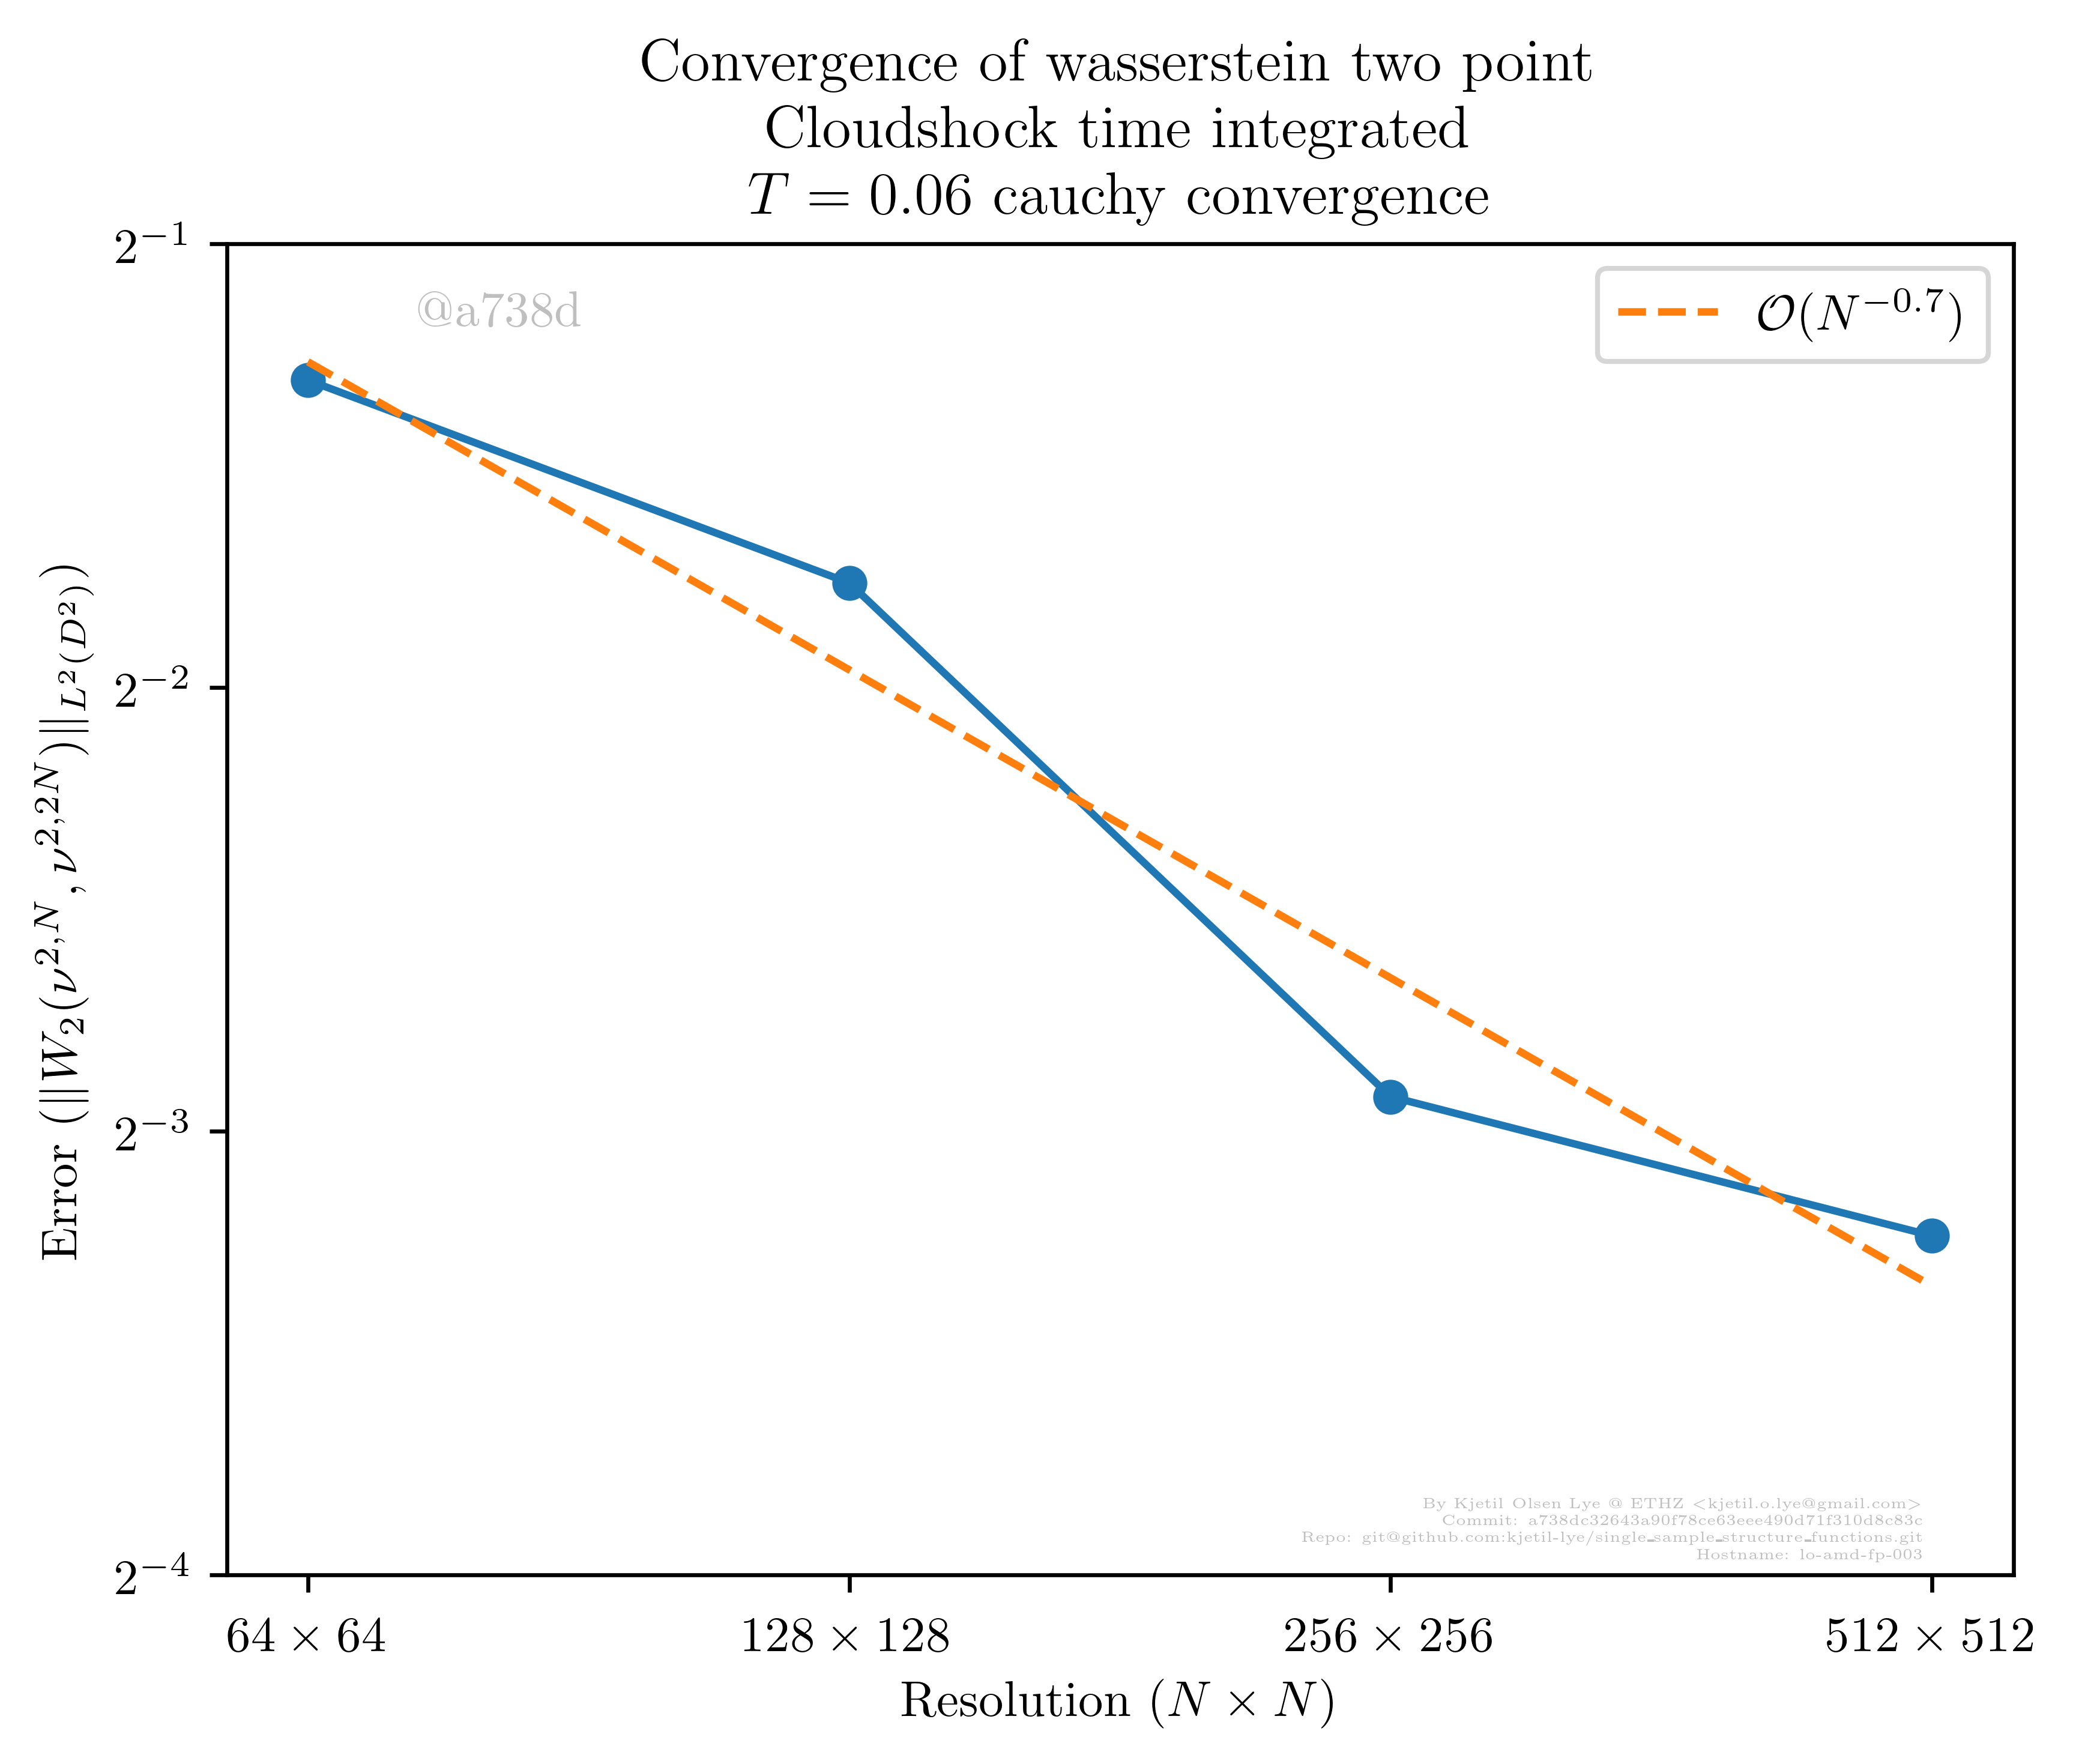 Convergence of wasserstein two point
Cloudshock time integrated
T = 0.06 cauchy convergence
@a738d
𝒪(N^{-0.7})
2^{-1}
2^{-2}
2^{-3}
2^{-4}
Error (||W_2(ν^{2,N}, ν^{2,2N})||_{L^2(D^2)})
By Kjetil Olsen Lye @ ETHZ <kjetil.o.lye@gmail.com>
Commit: a738dc32643a90f78ce63eee490d71f310d8c83c
Repo: git@github.com:kjetil-lye/single_sample_structure_functions.git
Hostname: lo-amd-fp-003
64 × 64 128 × 128 256 × 256 512 × 512
Resolution (N × N)